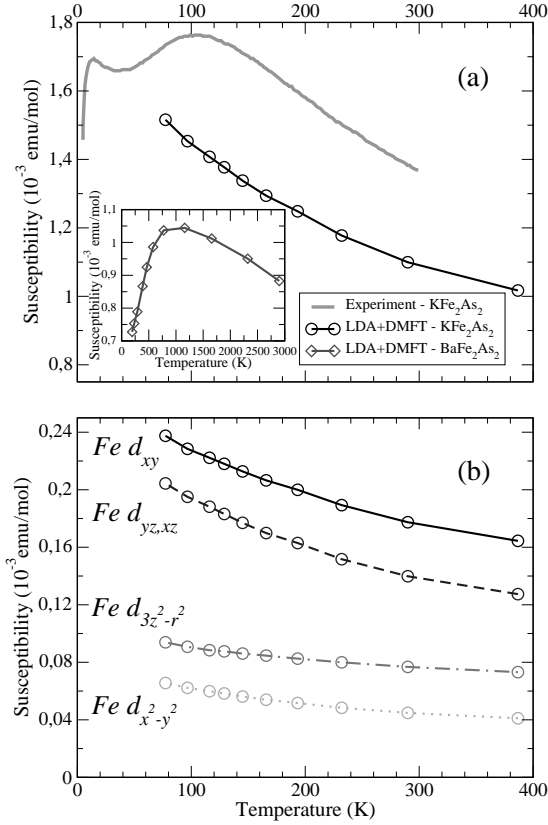 0 100 200 300 400
1,8
1,6
1,4
1,2
1
0,8
Susceptibility (10⁻³ emu/mol)
(a)
1,1
1
0,9
0,8
0,7
Susceptibility (10⁻³ emu/mol)
0 500 1000 1500 2000 2500 3000
Temperature (K)
Experiment - KFe₂As₂
LDA+DMFT - KFe₂As₂
LDA+DMFT - BaFe₂As₂
0,24
0,2
0,16
0,12
0,08
0,04
0
Susceptibility (10⁻³ emu/mol)
(b)
Fe d_xy
Fe d_yz,xz
Fe d_3z²-r²
Fe d_x²-y²
0 100 200 300 400
Temperature (K)